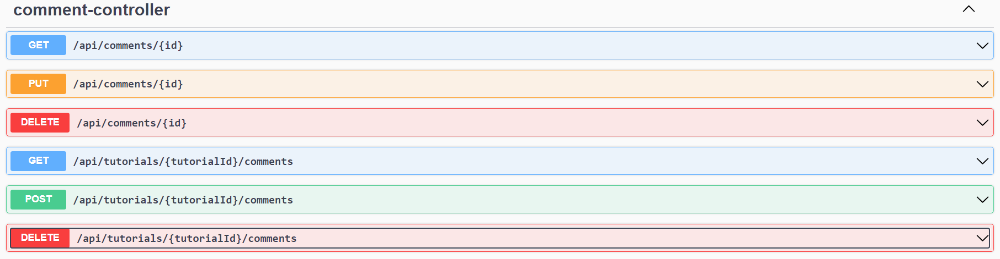 comment-controller
GET /api/comments/{id}
PUT /api/comments/{id}
DELETE /api/comments/{id}
GET /api/tutorials/{tutorialId}/comments
POST /api/tutorials/{tutorialId}/comments
DELETE /api/tutorials/{tutorialId}/comments